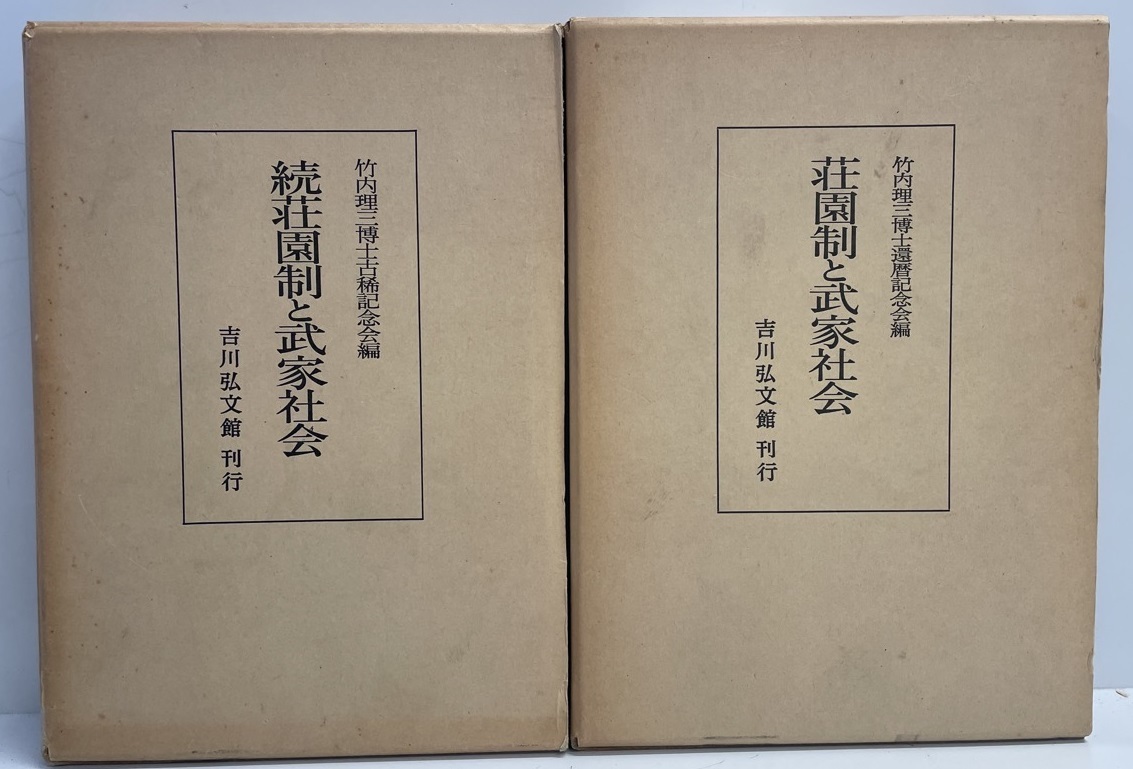 竹内理三博士古稀記念会編
続荘園制と武家社会
吉川弘文館 刊行
竹内理三博士還暦記念会編
荘園制と武家社会
吉川弘文館 刊行